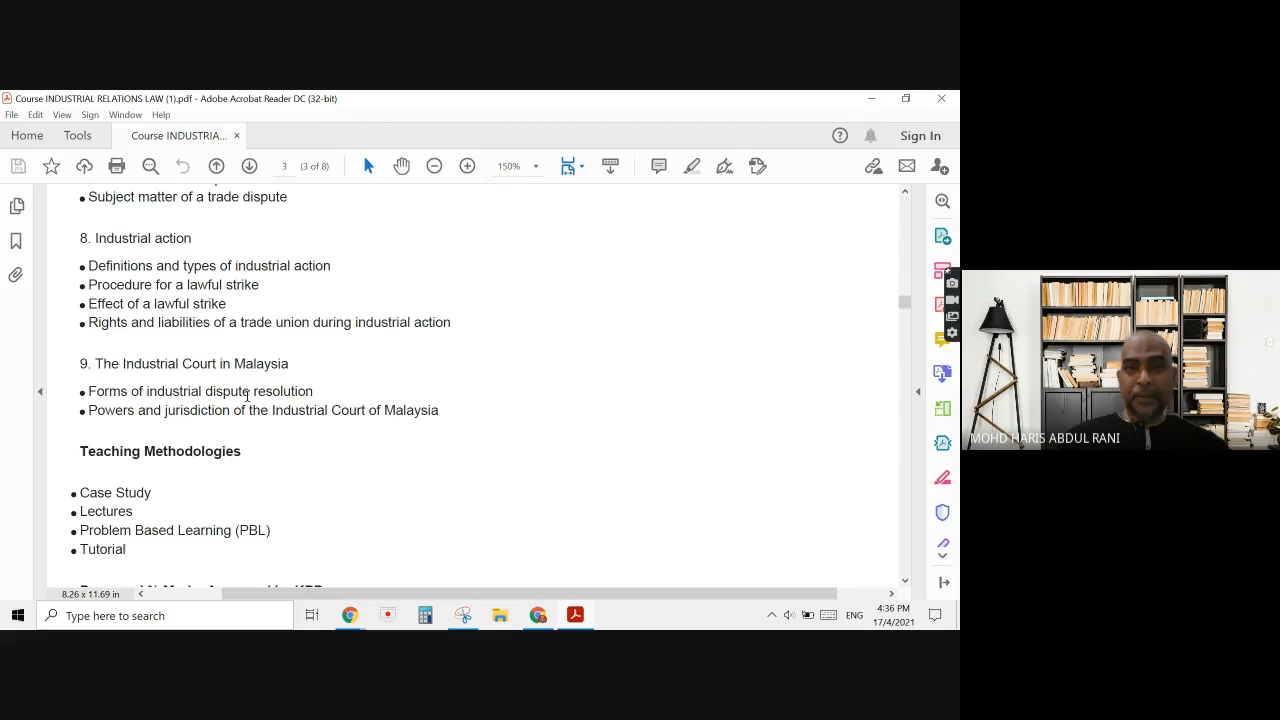 Course INDUSTRIAL RELATIONS LAW (1).pdf - Adobe Acrobat Reader DC (32-bit)
File Edit View Sign Window Help
Home Tools Course INDUSTRIA... × Sign In
3 (3 of 8) 150%
• Subject matter of a trade dispute
8. Industrial action
• Definitions and types of industrial action
• Procedure for a lawful strike
• Effect of a lawful strike
• Rights and liabilities of a trade union during industrial action
9. The Industrial Court in Malaysia
• Forms of industrial dispute resolution
• Powers and jurisdiction of the Industrial Court of Malaysia
Teaching Methodologies
• Case Study
• Lectures
• Problem Based Learning (PBL)
• Tutorial
8.26 x 11.69 in
Type here to search
ENG
4:36 PM
17/4/2021
MOHD HARIS ABDUL RANI